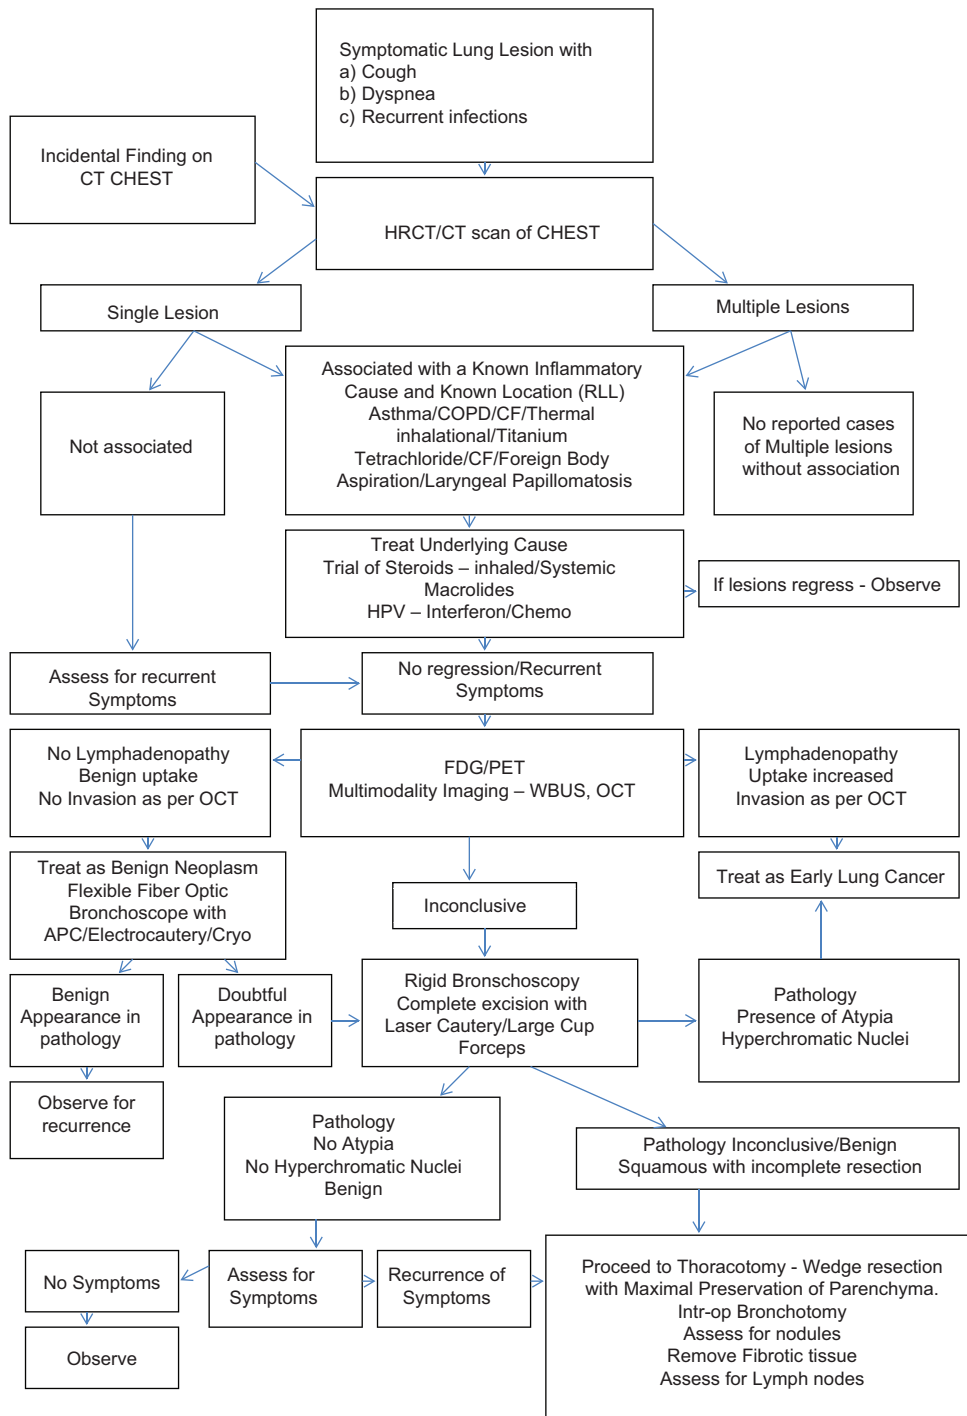 Symptomatic Lung Lesion with
a) Cough
b) Dyspnea
c) Recurrent infections
Incidental Finding on
CT CHEST
HRCT/CT scan of CHEST
Single Lesion
Multiple Lesions
Not associated
Associated with a Known Inflammatory
Cause and Known Location (RLL)
Asthma/COPD/CF/Thermal
inhalational/Titanium
Tetrachloride/CF/Foreign Body
Aspiration/Laryngeal Papillomatosis
No reported cases
of Multiple lesions
without association
Treat Underlying Cause
Trial of Steroids – inhaled/Systemic
Macrolides
HPV – Interferon/Chemo
If lesions regress - Observe
Assess for recurrent
Symptoms
No regression/Recurrent
Symptoms
No Lymphadenopathy
Benign uptake
No Invasion as per OCT
FDG/PET
Multimodality Imaging – WBUS, OCT
Lymphadenopathy
Uptake increased
Invasion as per OCT
Treat as Benign Neoplasm
Flexible Fiber Optic
Bronchoscope with
APC/Electrocautery/Cryo
Inconclusive
Treat as Early Lung Cancer
Benign
Appearance in
pathology
Doubtful
Appearance in
pathology
Rigid Bronschoscopy
Complete excision with
Laser Cautery/Large Cup
Forceps
Pathology
Presence of Atypia
Hyperchromatic Nuclei
Observe for
recurrence
Pathology
No Atypia
No Hyperchromatic Nuclei
Benign
Pathology Inconclusive/Benign
Squamous with incomplete resection
No Symptoms
Assess for
Symptoms
Recurrence of
Symptoms
Proceed to Thoracotomy - Wedge resection
with Maximal Preservation of Parenchyma.
Intr-op Bronchotomy
Assess for nodules
Remove Fibrotic tissue
Assess for Lymph nodes
Observe